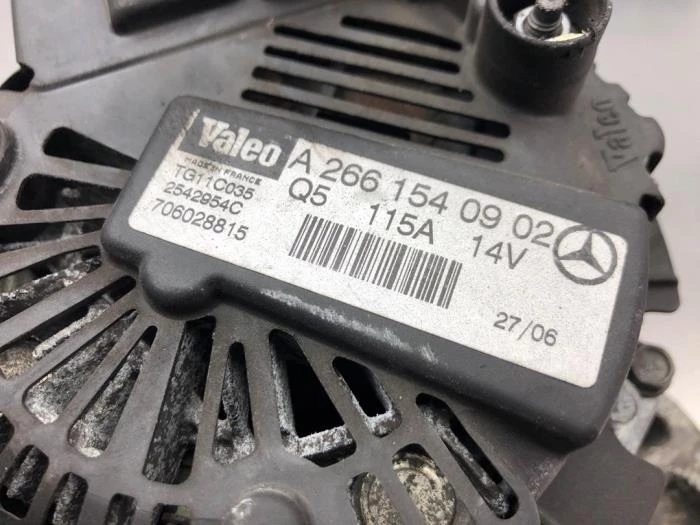 Valeo
MADE IN FRANCE
TG11C035
2542954C
706028815
A 266 154 09 02
Q5 115A 14V
27/06
Valeo